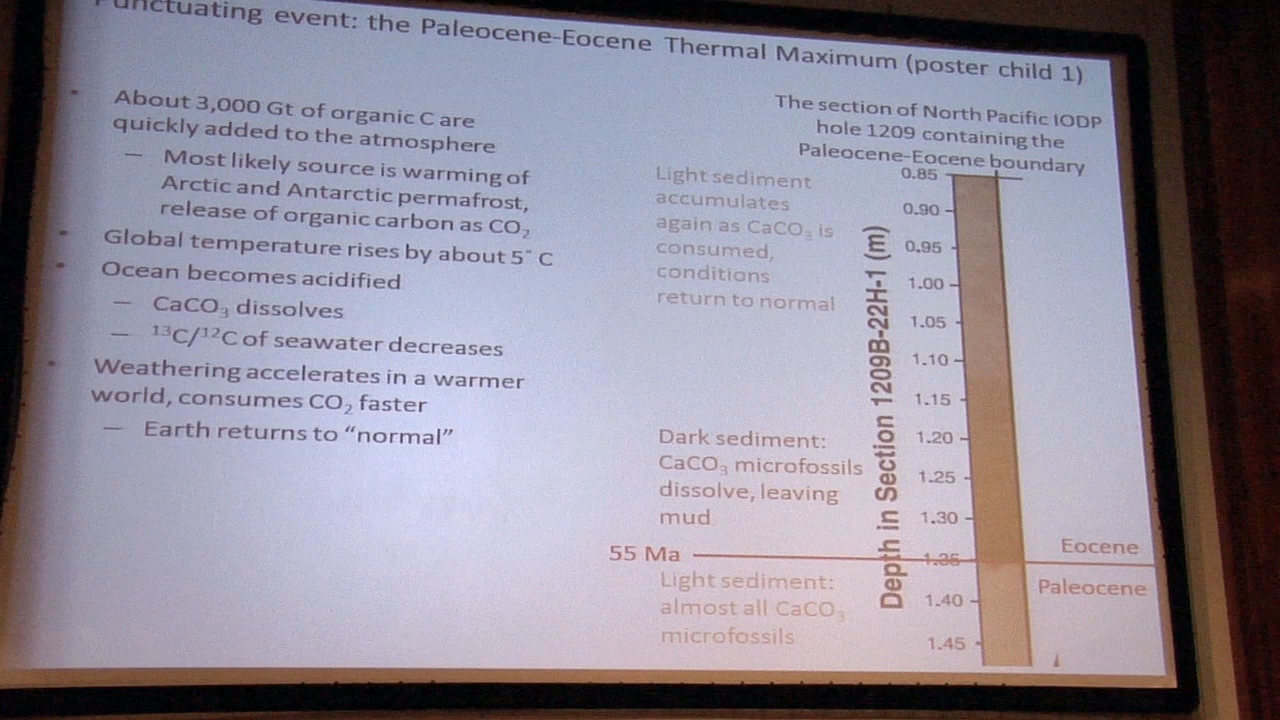 Punctuating event: the Paleocene-Eocene Thermal Maximum (poster child 1)
• About 3,000 Gt of organic C are
quickly added to the atmosphere
– Most likely source is warming of
Arctic and Antarctic permafrost,
release of organic carbon as CO₂
• Global temperature rises by about 5° C
• Ocean becomes acidified
– CaCO₃ dissolves
– ¹³C/¹²C of seawater decreases
• Weathering accelerates in a warmer
world, consumes CO₂ faster
– Earth returns to “normal”
The section of North Pacific IODP
hole 1209 containing the
Paleocene-Eocene boundary
Light sediment
accumulates
again as CaCO₃ is
consumed,
conditions
return to normal
Dark sediment:
CaCO₃ microfossils
dissolve, leaving
mud
55 Ma
Light sediment:
almost all CaCO₃
microfossils
Depth in Section 1209B-22H-1 (m)
0.85
0.90
0.95
1.00
1.05
1.10
1.15
1.20
1.25
1.30
1.35
1.40
1.45
Eocene
Paleocene